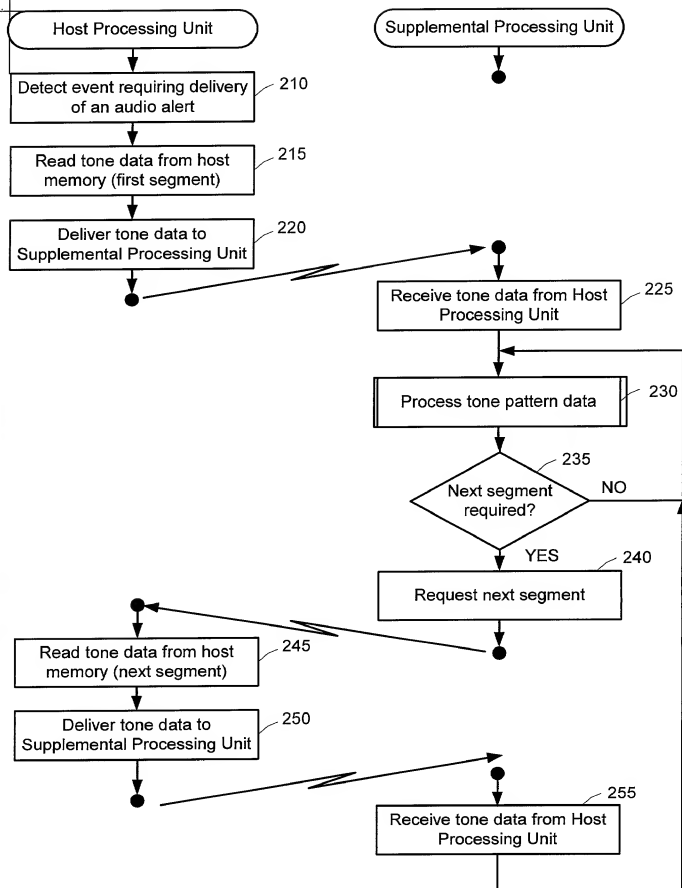 Host Processing Unit
Supplemental Processing Unit
Detect event requiring delivery
of an audio alert
210
Read tone data from host
memory (first segment)
215
Deliver tone data to
Supplemental Processing Unit
220
Receive tone data from Host
Processing Unit
225
Process tone pattern data
230
235
Next segment
required?
NO
YES
240
Request next segment
Read tone data from host
memory (next segment)
245
Deliver tone data to
Supplemental Processing Unit
250
255
Receive tone data from Host
Processing Unit